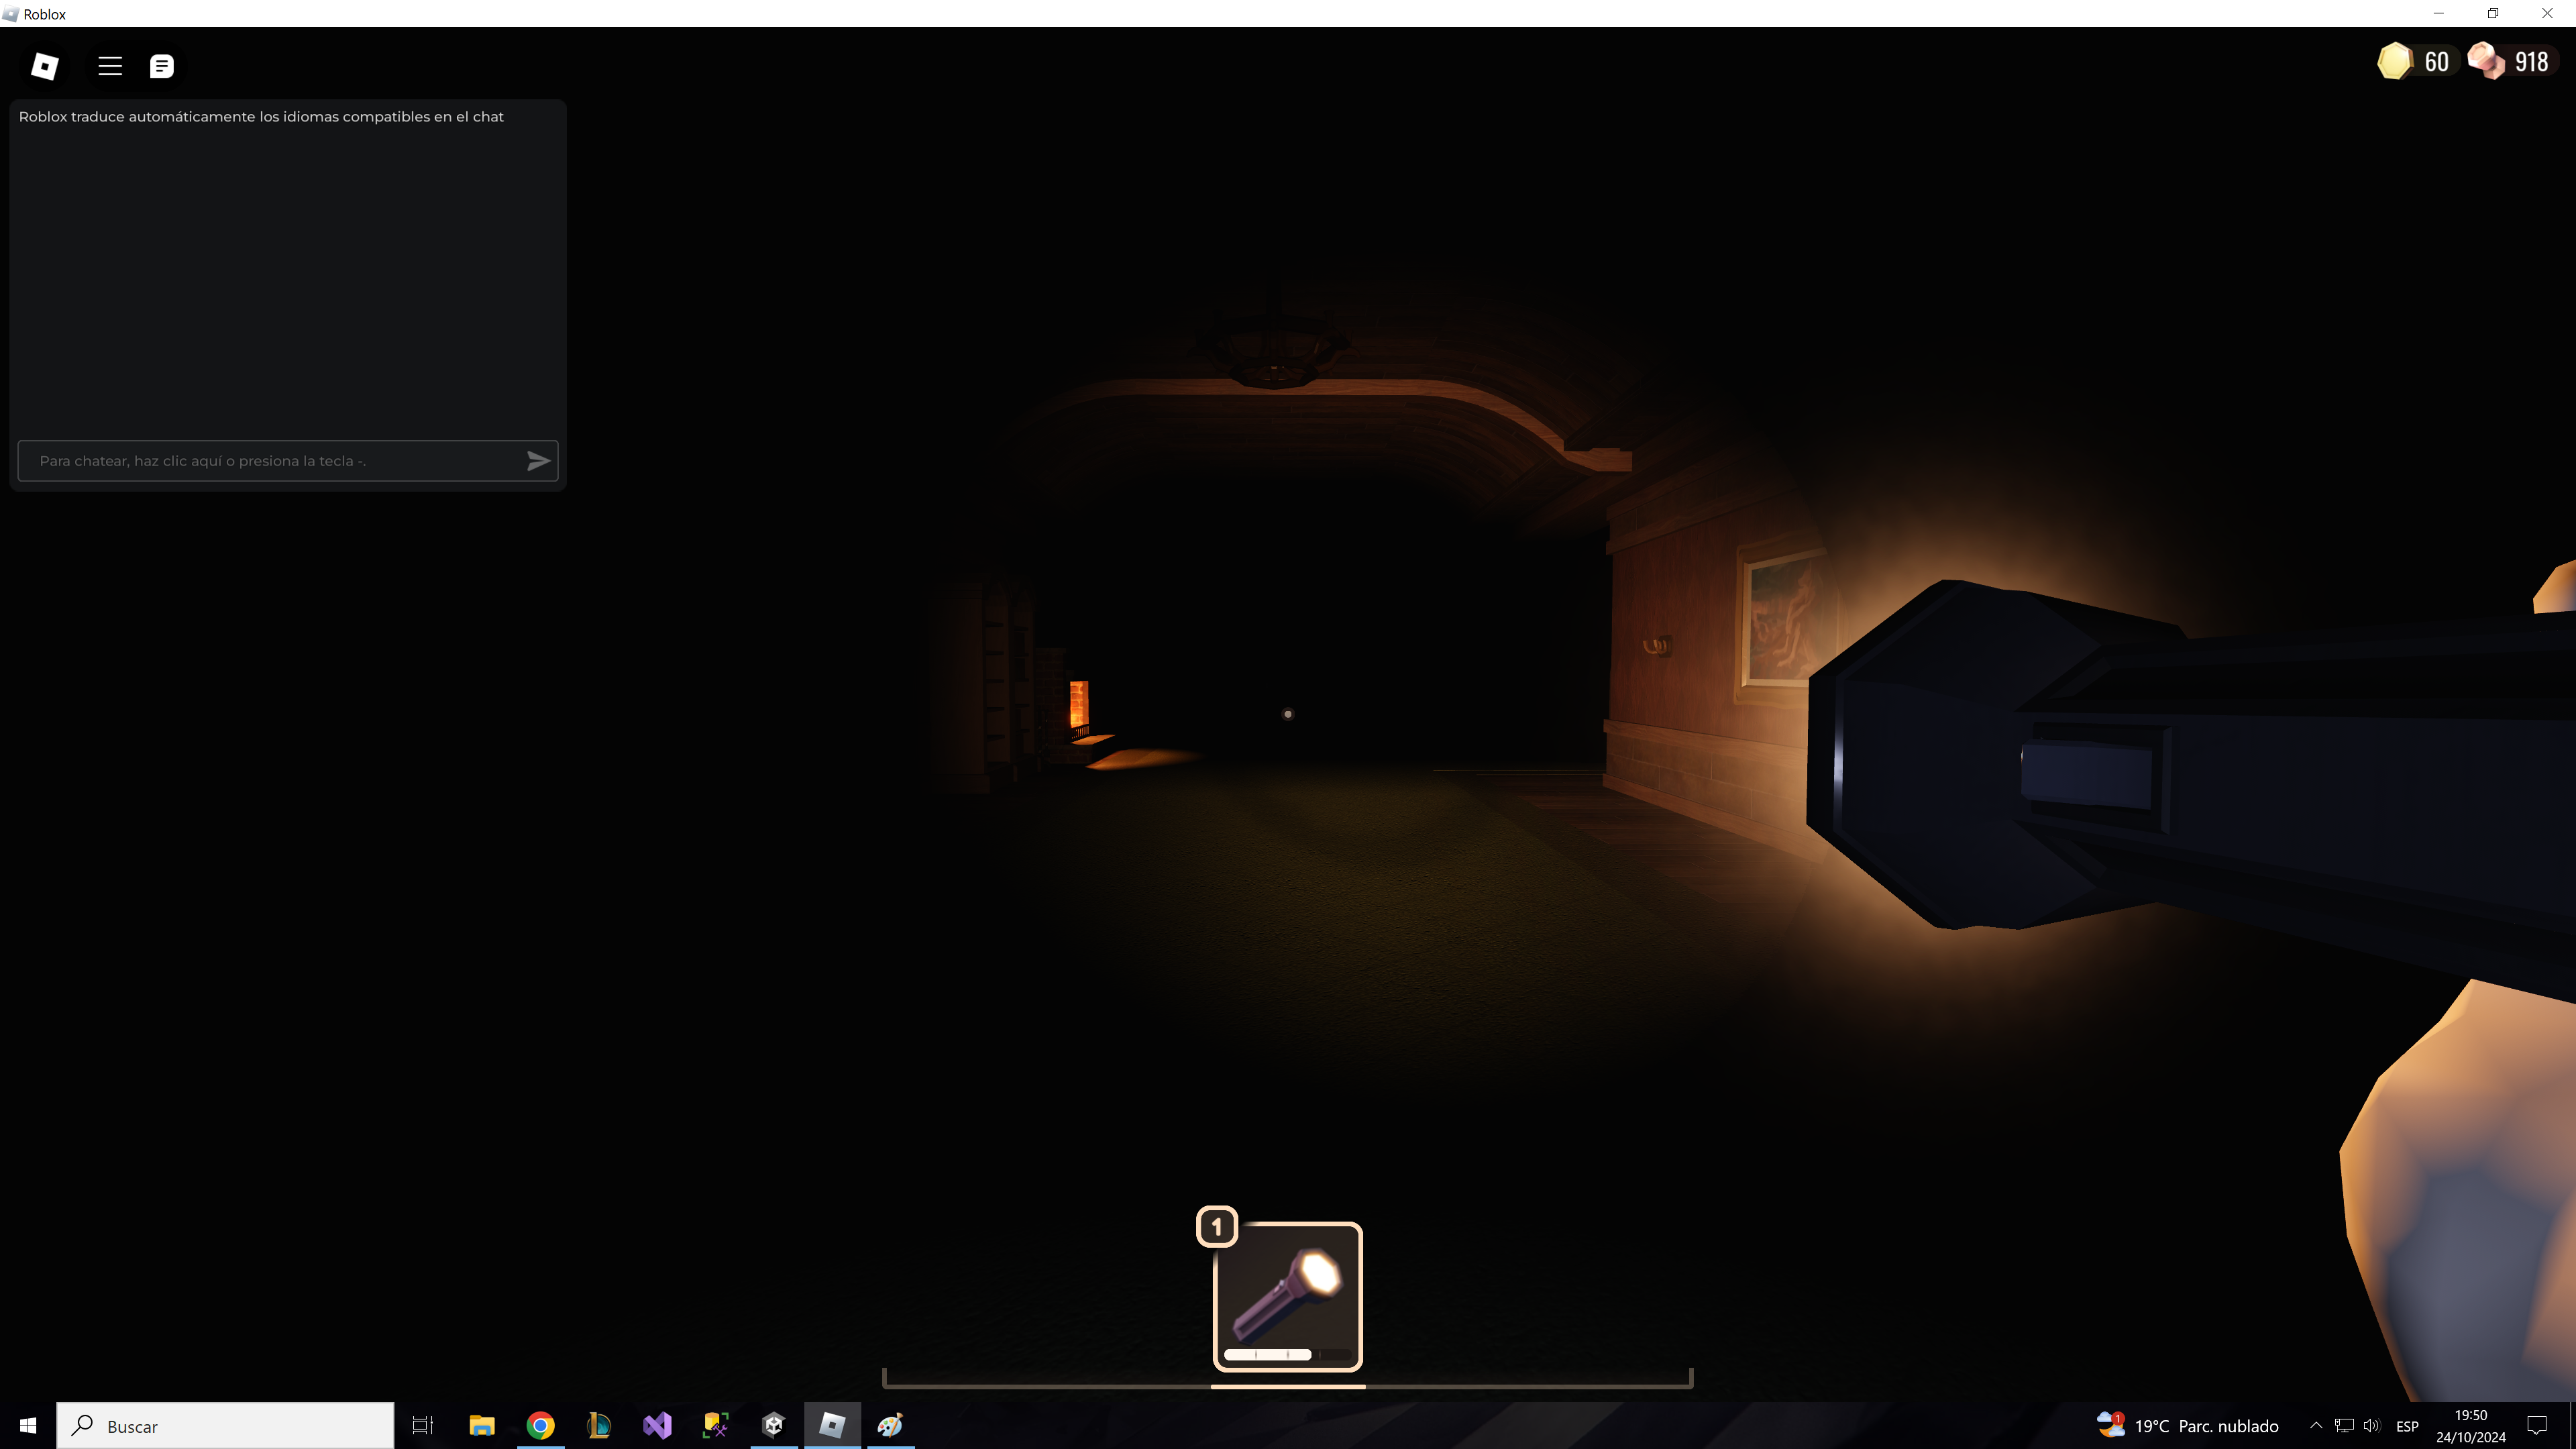 Roblox
60
918
Roblox traduce automáticamente los idiomas compatibles en el chat
Para chatear, haz clic aquí o presiona la tecla -.
1
Buscar
1
19°C Parc. nublado
ESP
19:50
24/10/2024